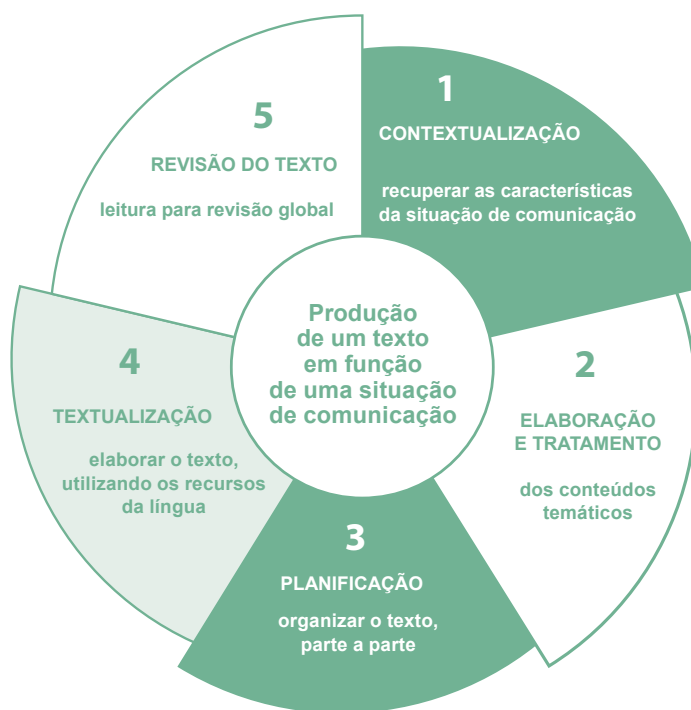 Produção
de um texto
em função
de uma situação
de comunicação
1
CONTEXTUALIZAÇÃO
recuperar as características
da situação de comunicação
2
ELABORAÇÃO
E TRATAMENTO
dos conteúdos
temáticos
3
PLANIFICAÇÃO
organizar o texto,
parte a parte
4
TEXTUALIZAÇÃO
elaborar o texto,
utilizando os recursos
da língua
5
REVISÃO DO TEXTO
leitura para revisão global